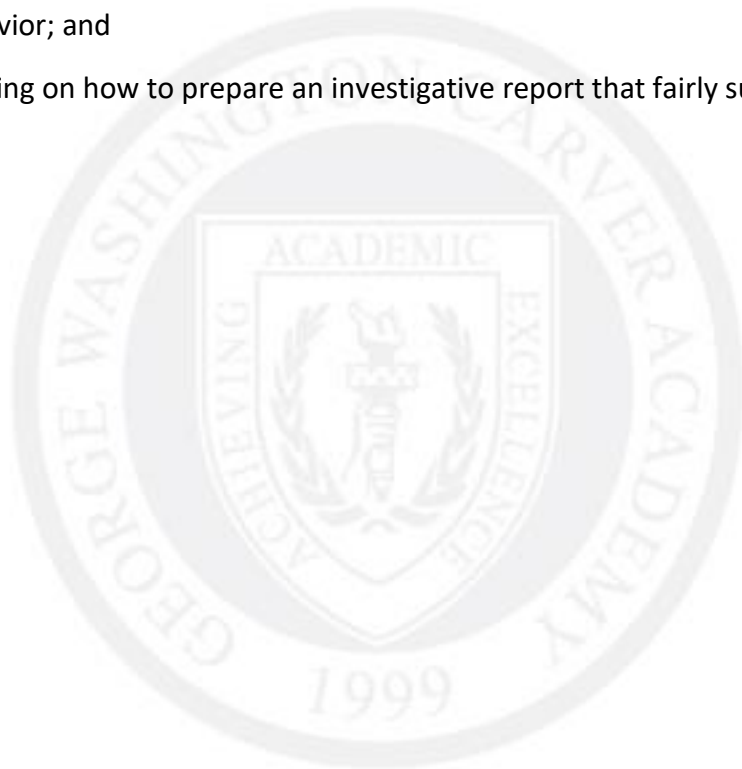 vior; and
ing on how to prepare an investigative report that fairly su
GEORGE WASHINGTON CARVER ACADEMY
ACADEMIC
ACHIEVING
EXCELLENCE
1999